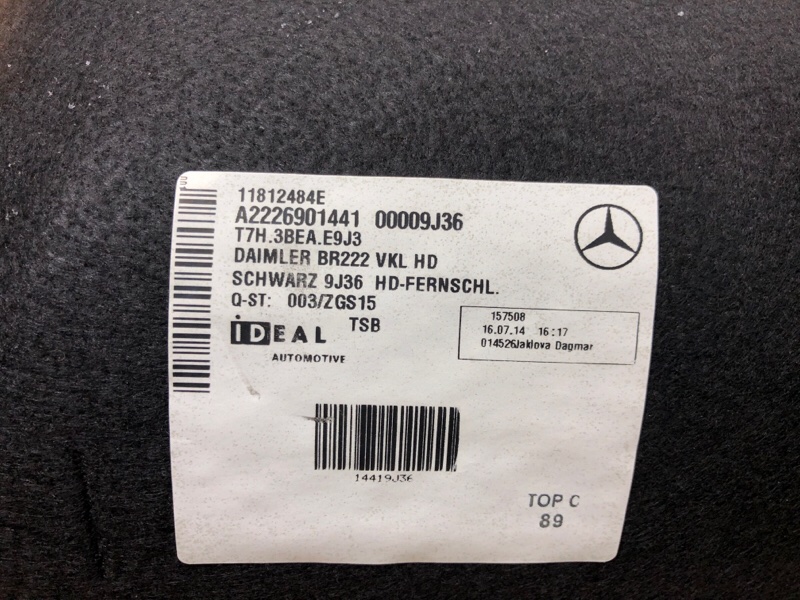 001
11812484E
A2226901441 00009J36
T7H.3BEA.E9J3
DAIMLER BR222 VKL HD
SCHWARZ 9J36 HD-FERNSCHL.
Q-ST: 003/ZGS15
IDEAL TSB
AUTOMOTIVE
157508
16.07.14 16:17
014526Jaklova Dagmar
14419J36
TOP C
89